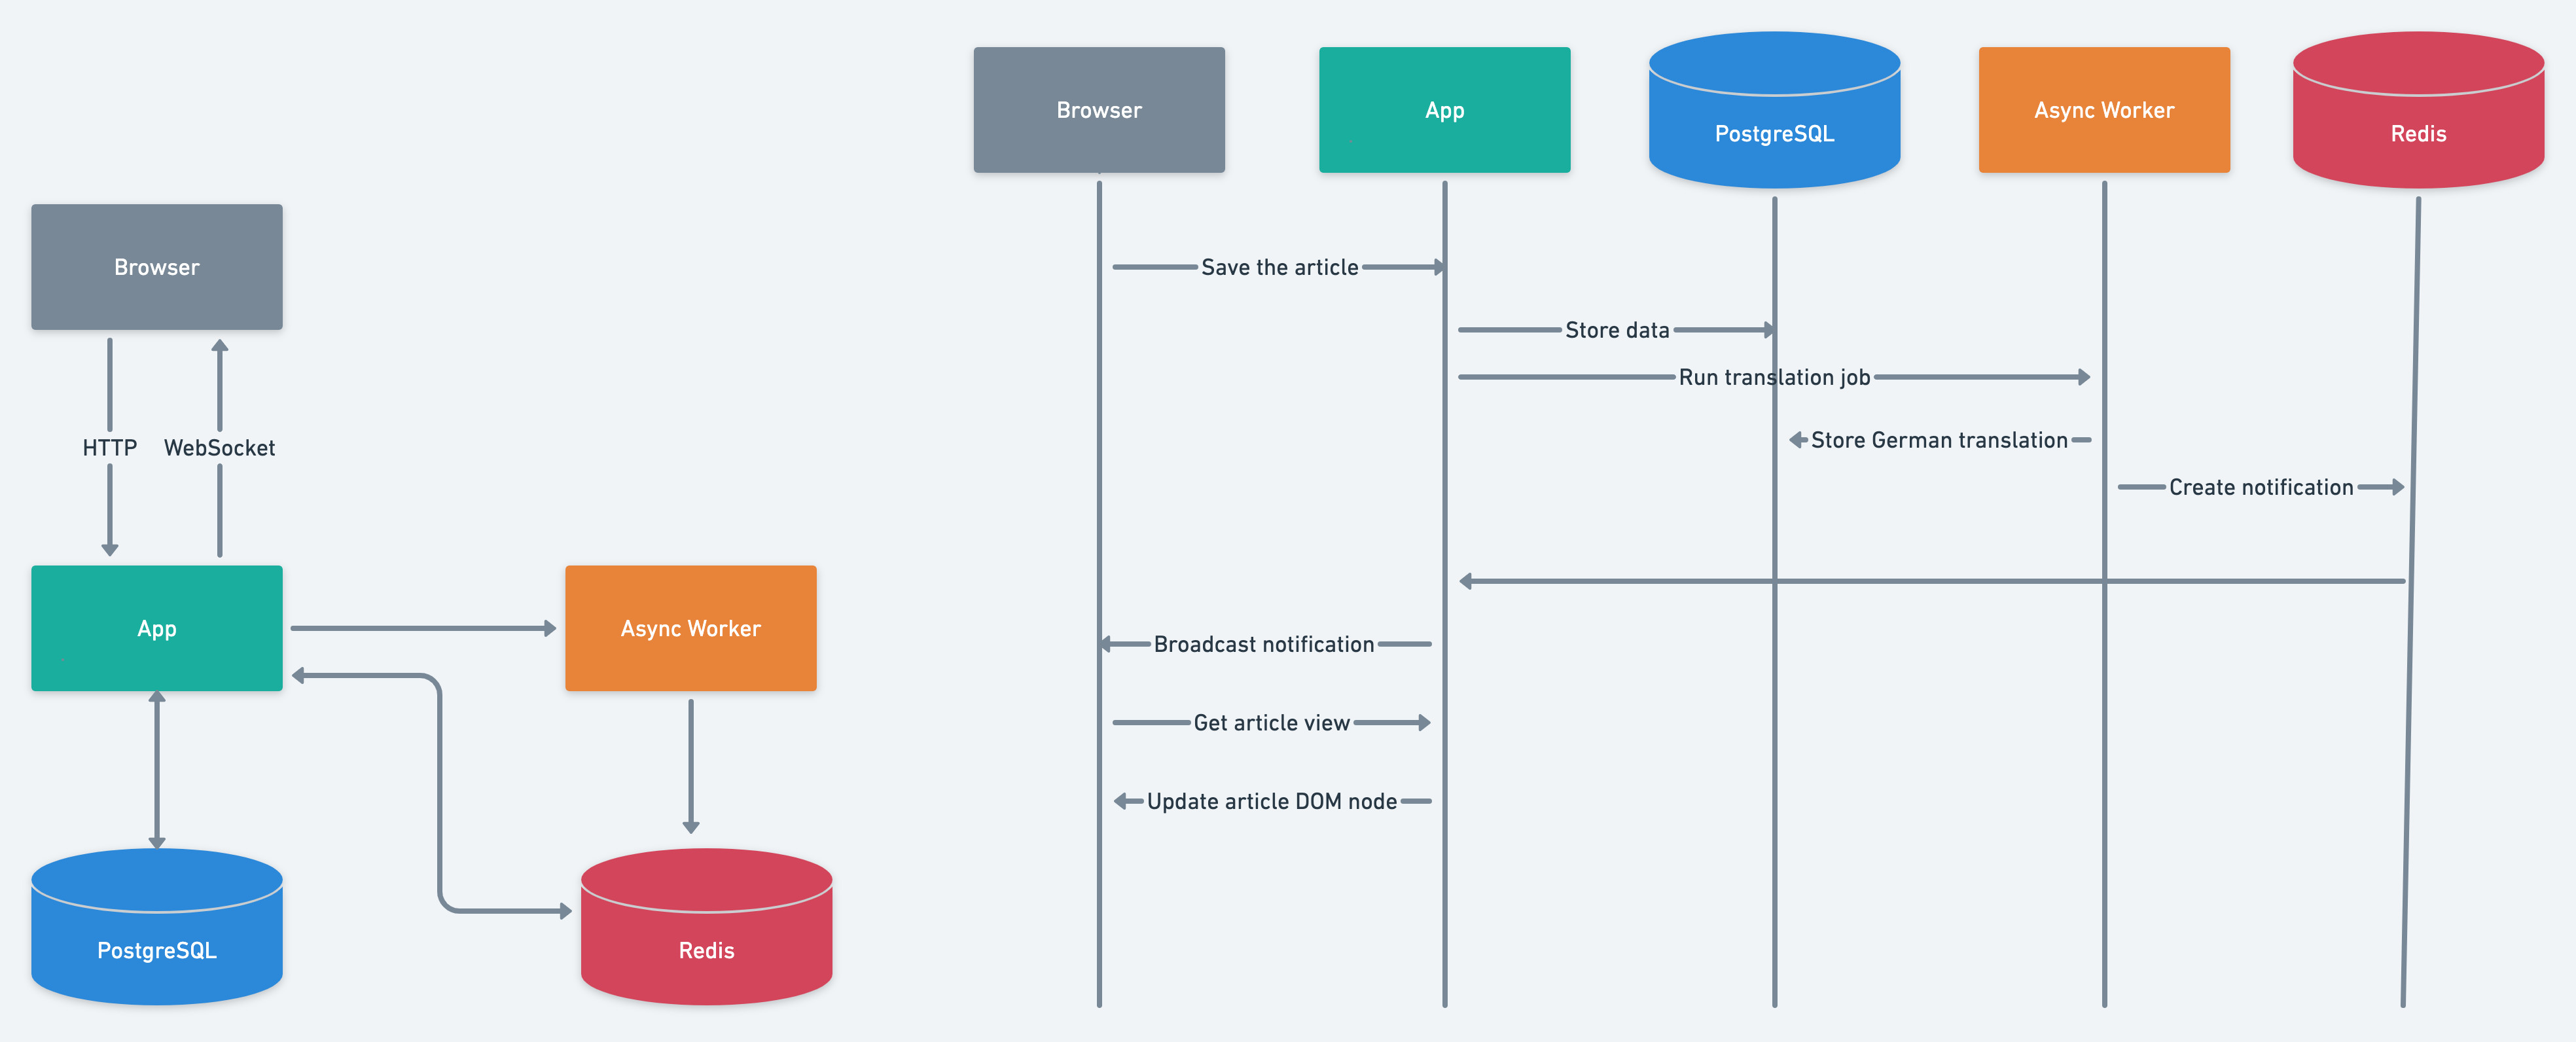 Browser
HTTP
WebSocket
App
Async Worker
PostgreSQL
Redis
Browser
App
PostgreSQL
Async Worker
Redis
Save the article
Store data
Run translation job
Store German translation
Create notification
Broadcast notification
Get article view
Update article DOM node